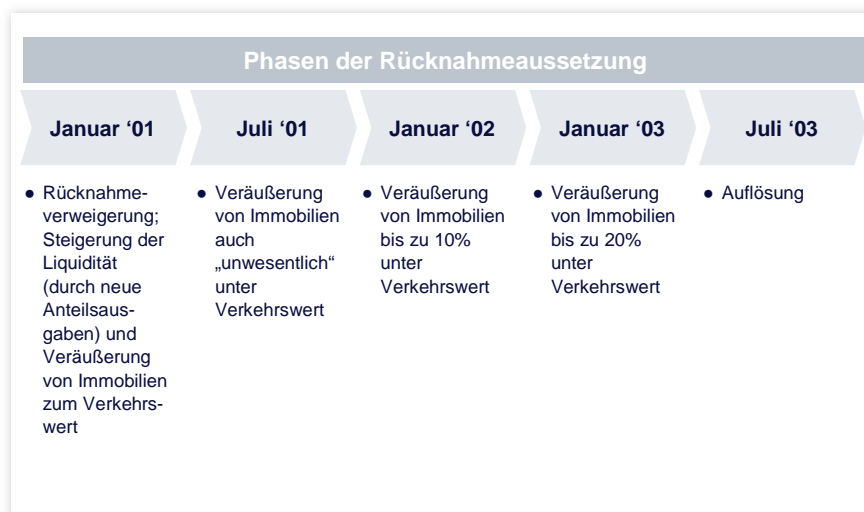 Phasen der Rücknahmeaussetzung
Januar ‘01
Juli ‘01
Januar ‘02
Januar ‘03
Juli ‘03
● Rücknahme-
verweigerung;
Steigerung der
Liquidität
(durch neue
Anteilsaus-
gaben) und
Veräußerung
von Immobilien
zum Verkehrs-
wert
● Veräußerung
von Immobilien
auch
„unwesentlich“
unter
Verkehrswert
● Veräußerung
von Immobilien
bis zu 10%
unter
Verkehrswert
● Veräußerung
von Immobilien
bis zu 20%
unter
Verkehrswert
● Auflösung